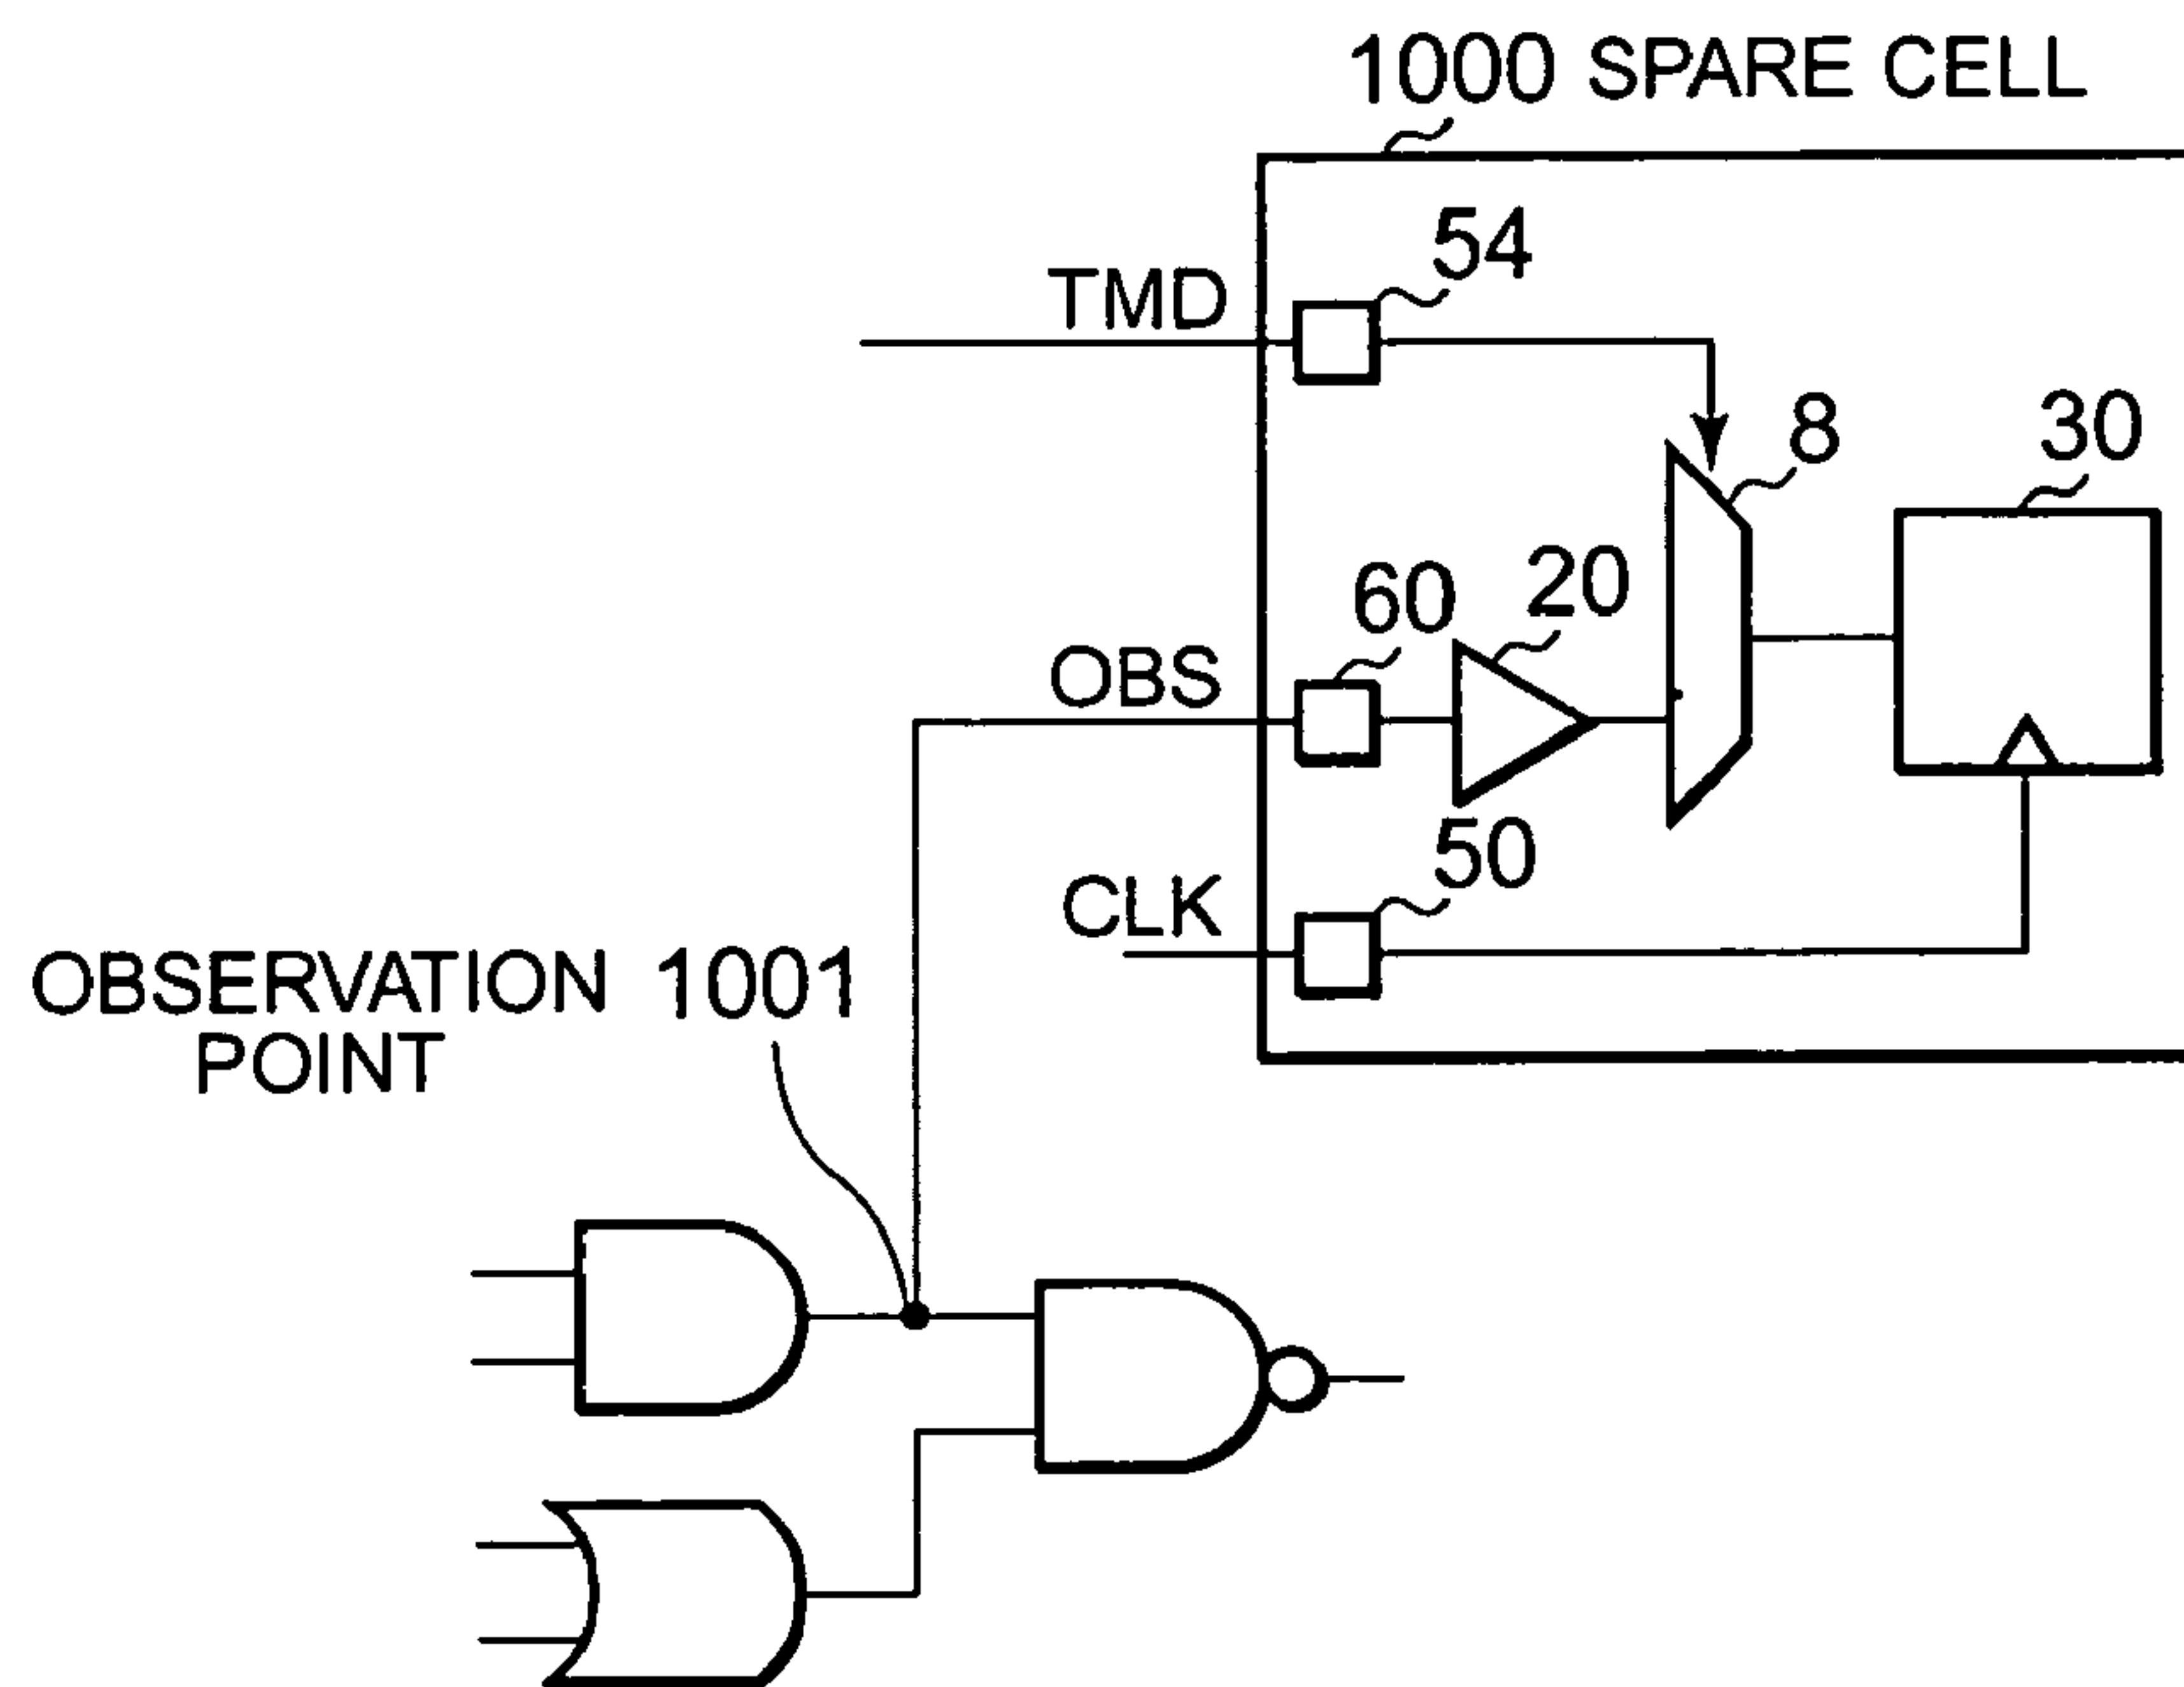 1000 SPARE CELL
54
TMD
8
30
60
20
OBS
50
CLK
OBSERVATION 1001
POINT